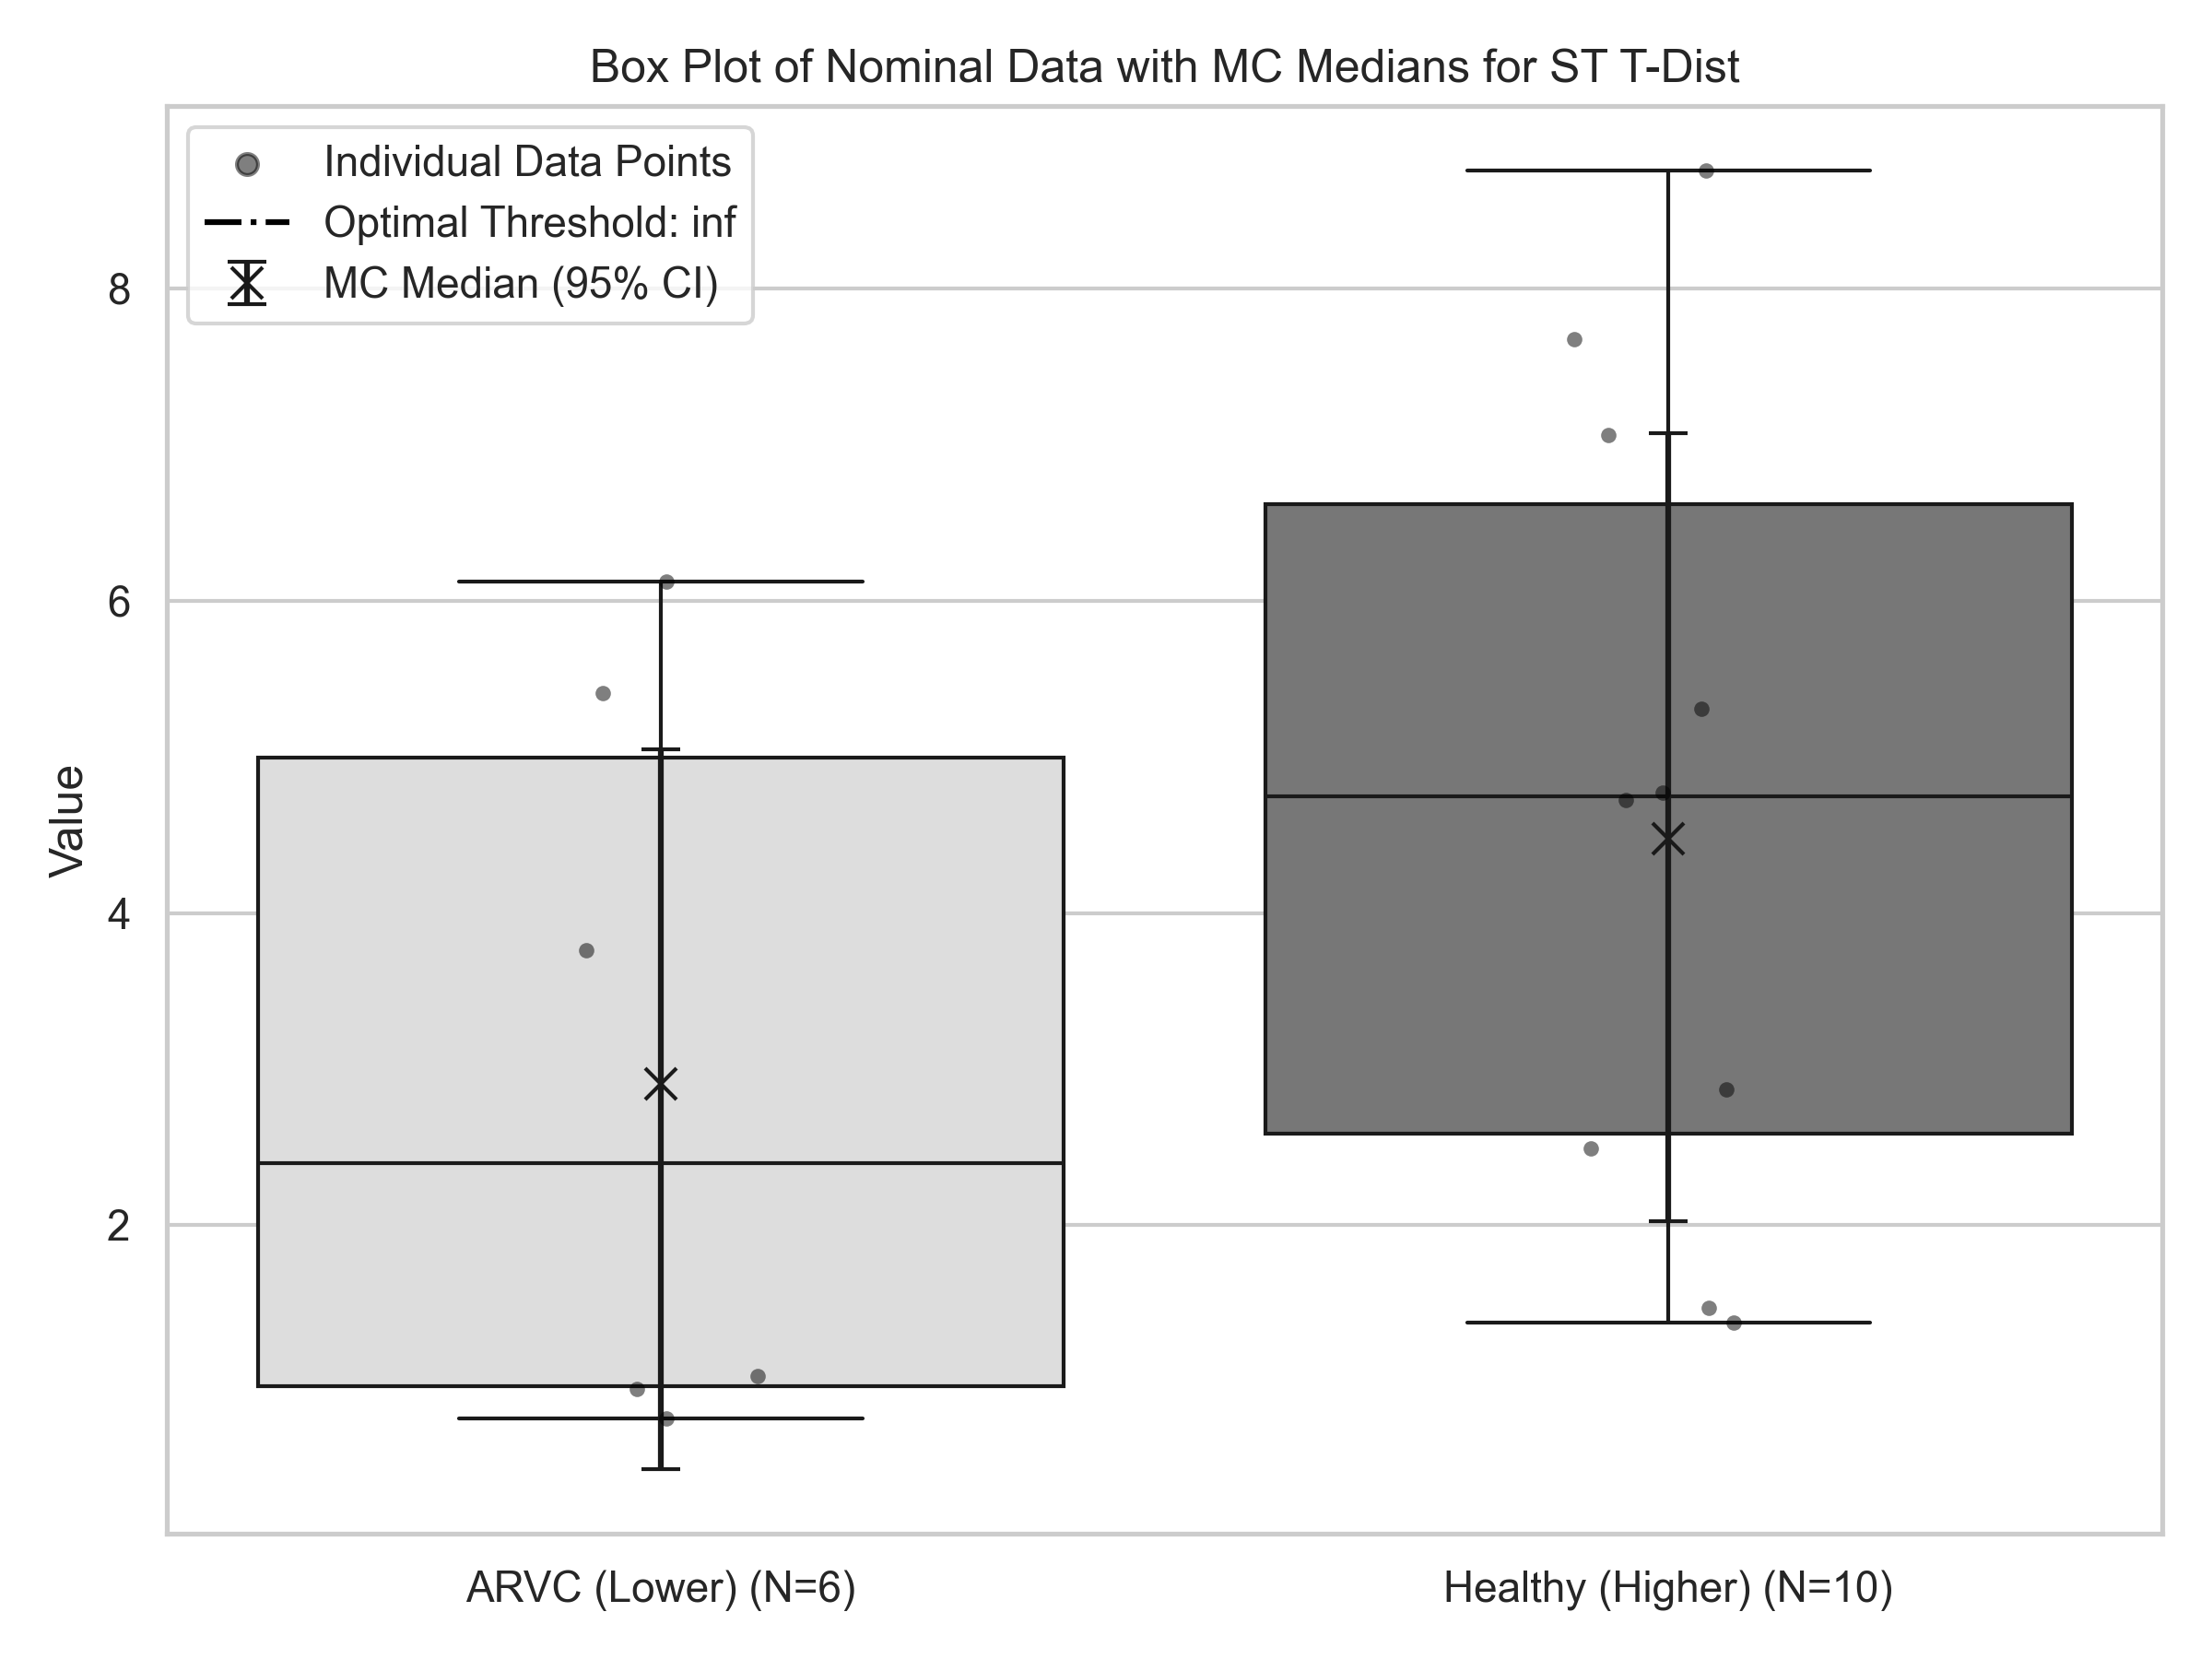 Box Plot of Nominal Data with MC Medians for ST T-Dist
Individual Data Points
Optimal Threshold: inf
MC Median (95% CI)
8
6
4
2
Value
ARVC (Lower) (N=6)
Healthy (Higher) (N=10)